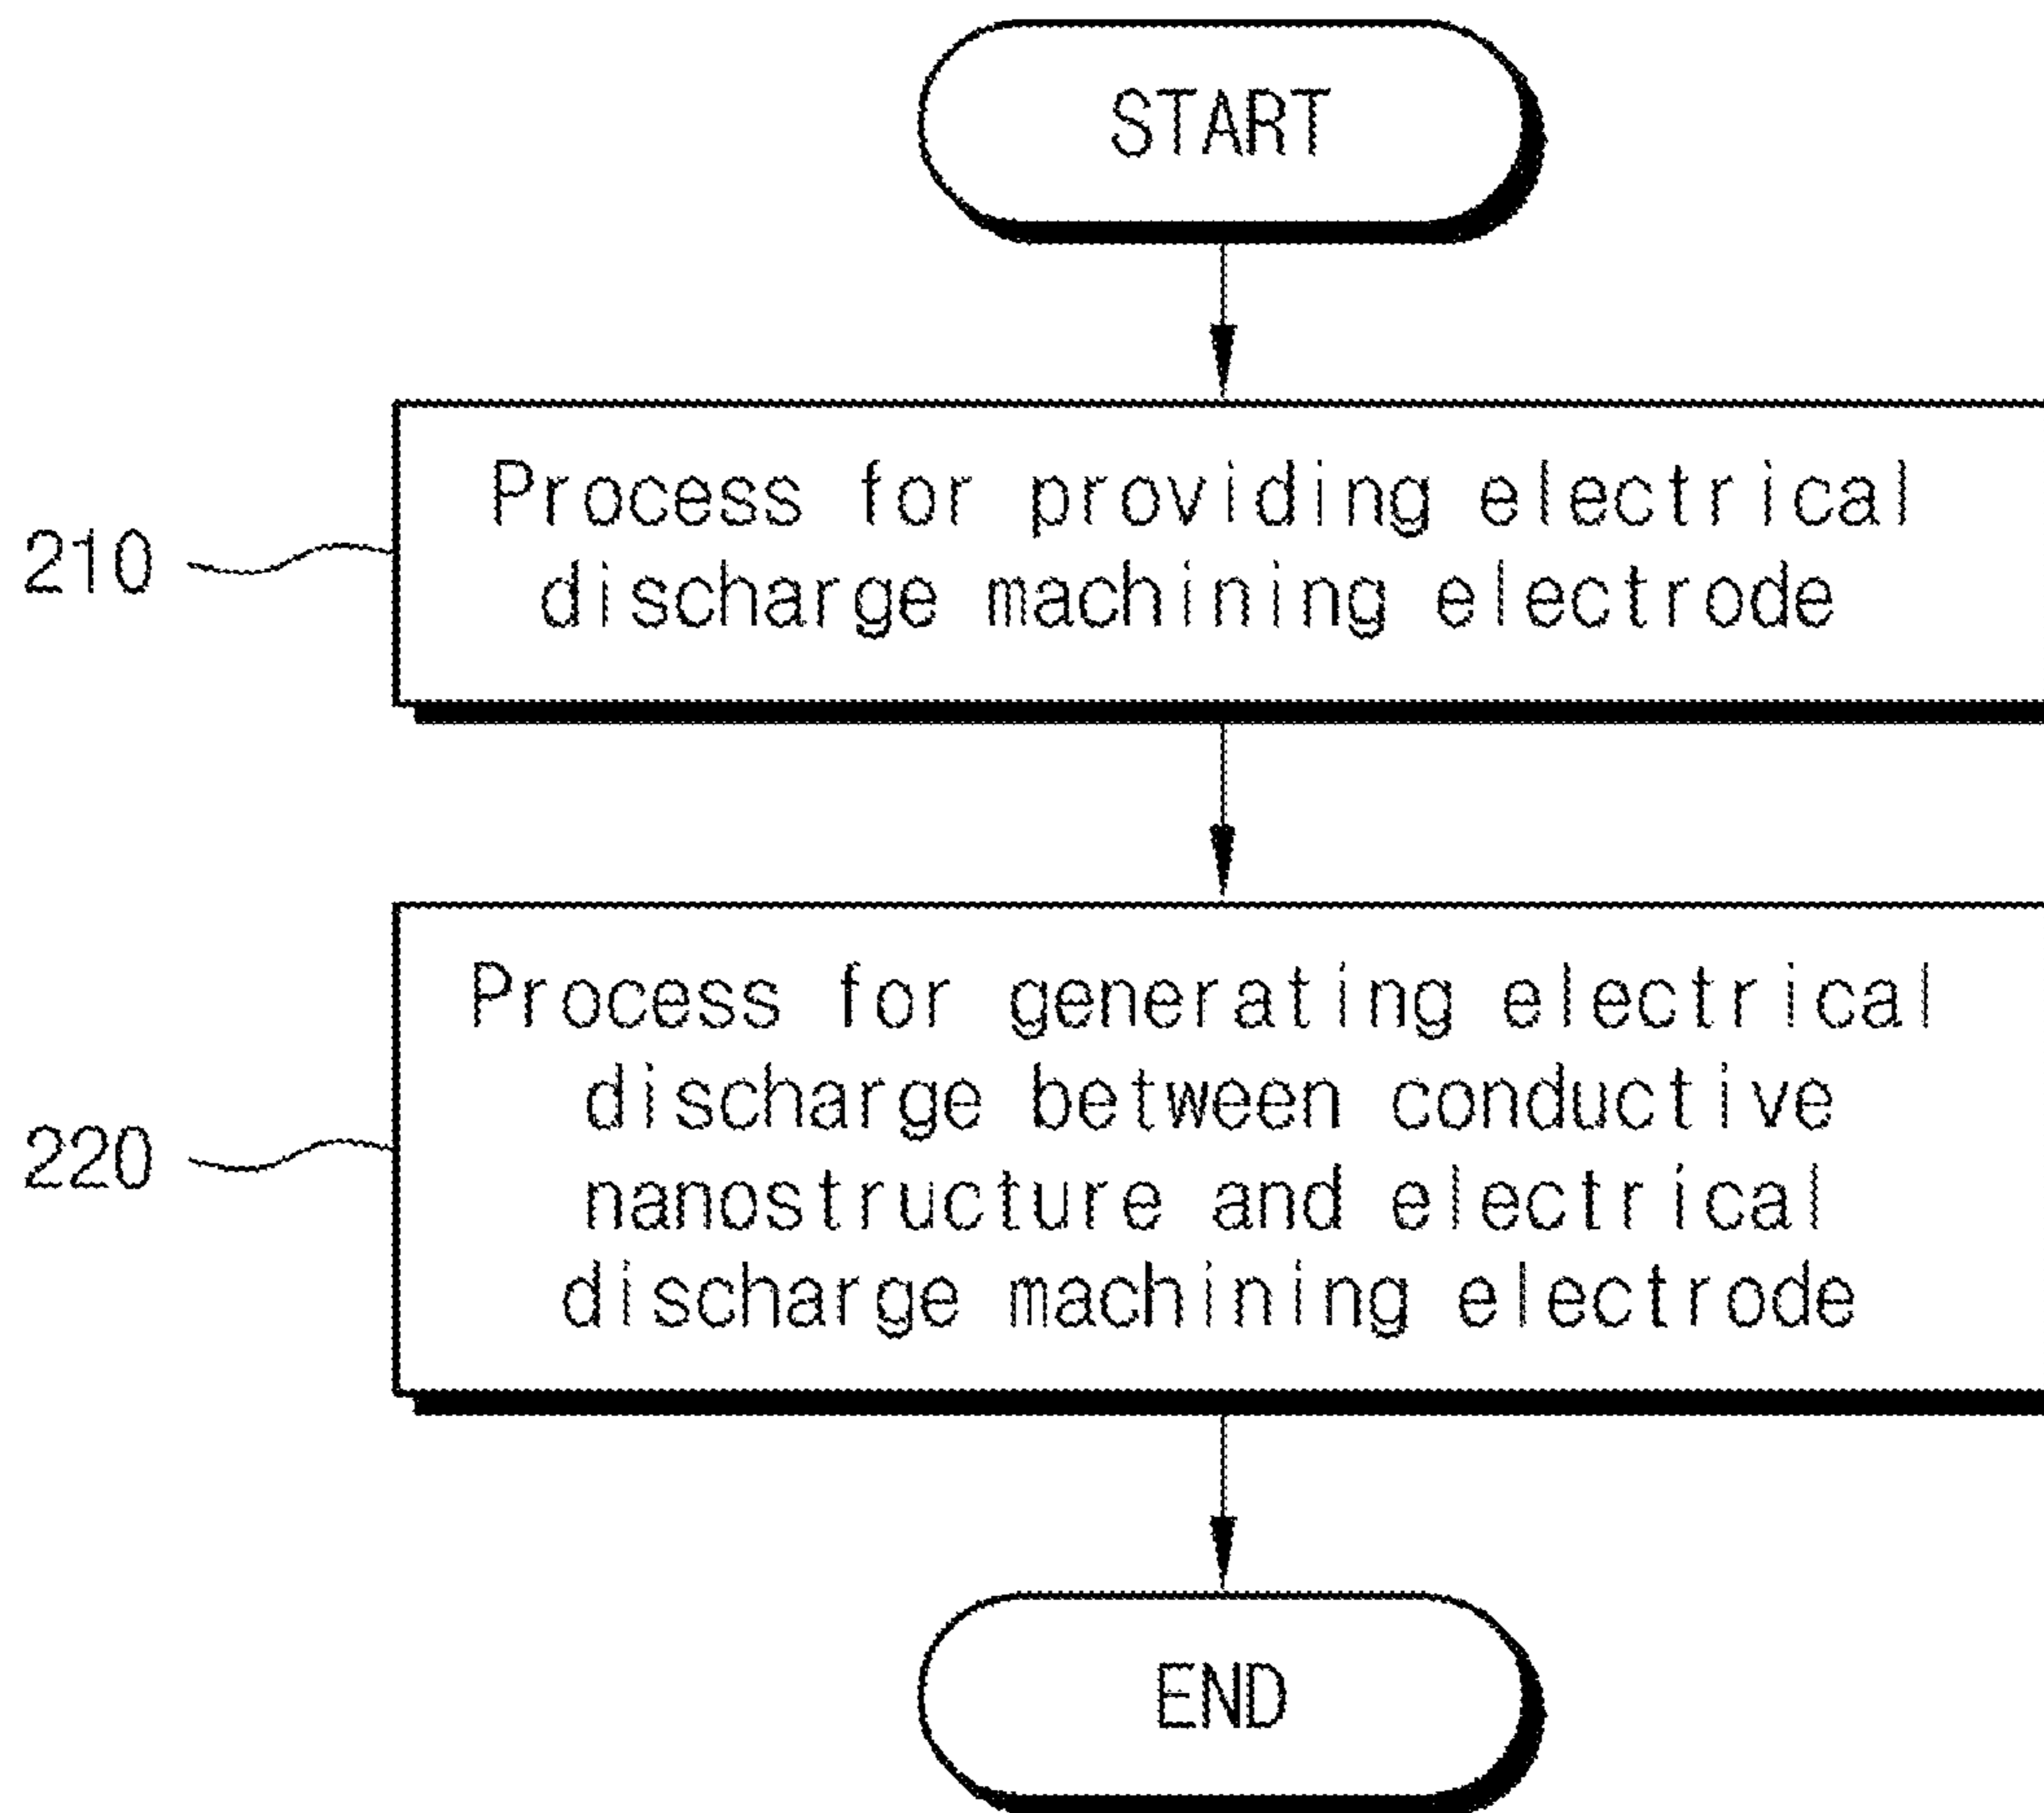 START
210
Process for providing electrical
discharge machining electrode
220
Process for generating electrical
discharge between conductive
nanostructure and electrical
discharge machining electrode
END